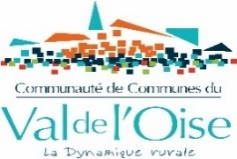 Communauté de Communes du
Val de l'Oise
La Dynamique rurale